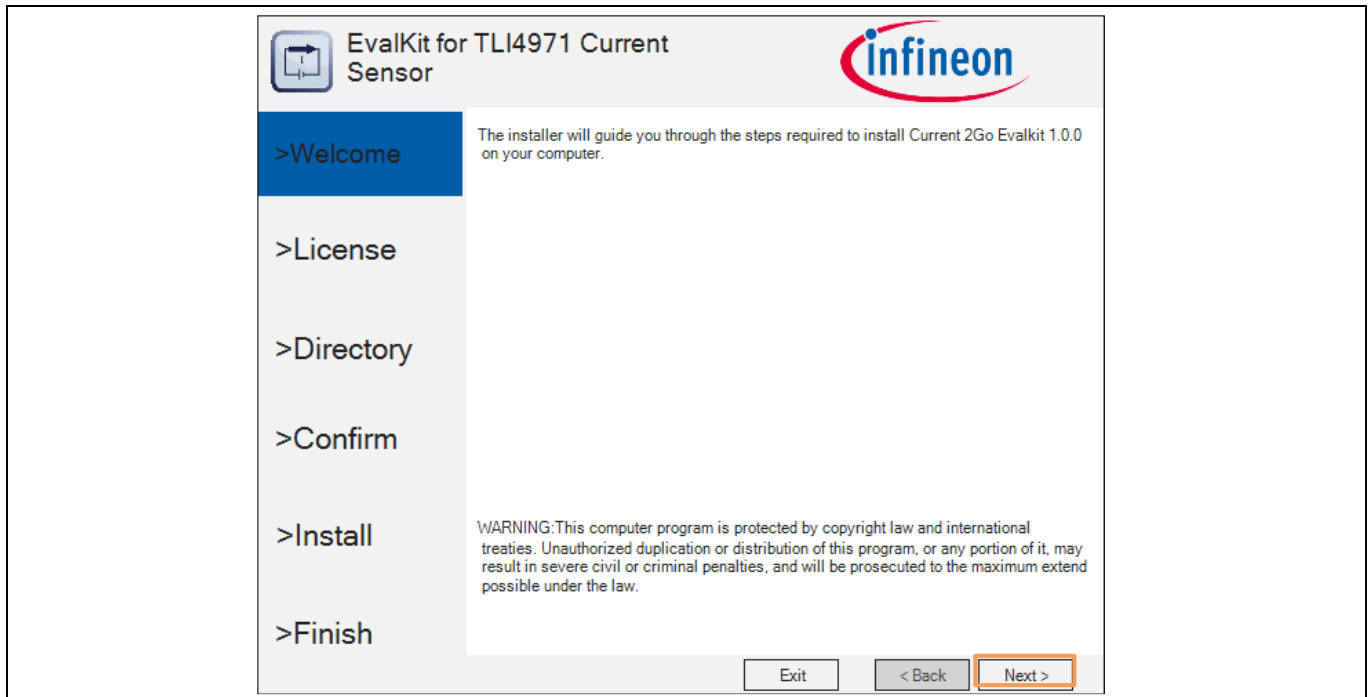 EvalKit for TLI4971 Current
Sensor
infineon
>Welcome
The installer will guide you through the steps required to install Current 2Go Evalkit 1.0.0
on your computer.
>License
>Directory
>Confirm
>Install
WARNING:This computer program is protected by copyright law and international
treaties. Unauthorized duplication or distribution of this program, or any portion of it, may
result in severe civil or criminal penalties, and will be prosecuted to the maximum extend
possible under the law.
>Finish
Exit
< Back
Next >